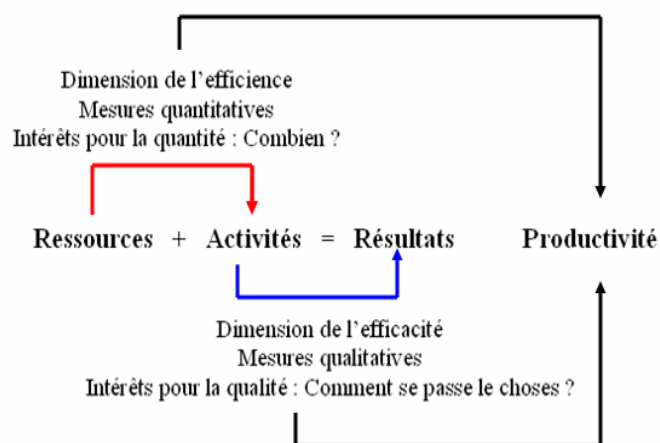 Dimension de l'efficience
Mesures quantitatives
Intérêts pour la quantité : Combien ?
Ressources + Activités = Résultats Productivité
Dimension de l'efficacité
Mesures qualitatives
Intérêts pour la qualité : Comment se passe le choses ?